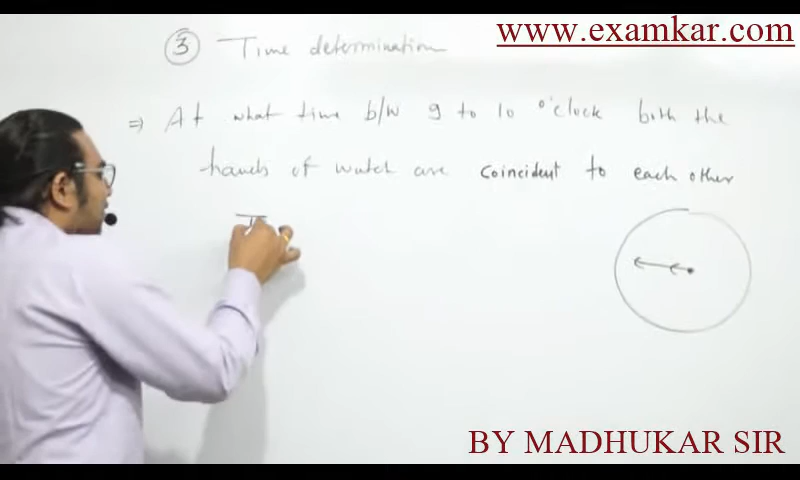 www.examkar.com
③ Time determination
⇒ At what time b/w 9 to 10 o'clock both the
hands of watch are coincident to each other
T
BY MADHUKAR SIR